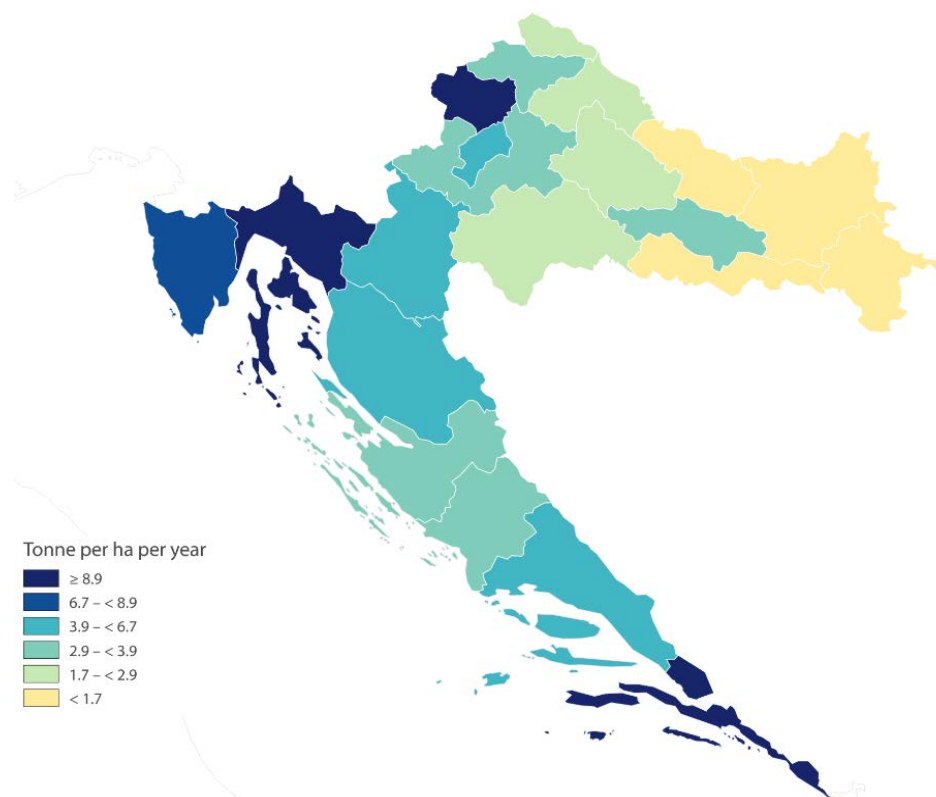 Tonne per ha per year
≥ 8.9
6.7 – < 8.9
3.9 – < 6.7
2.9 – < 3.9
1.7 – < 2.9
< 1.7